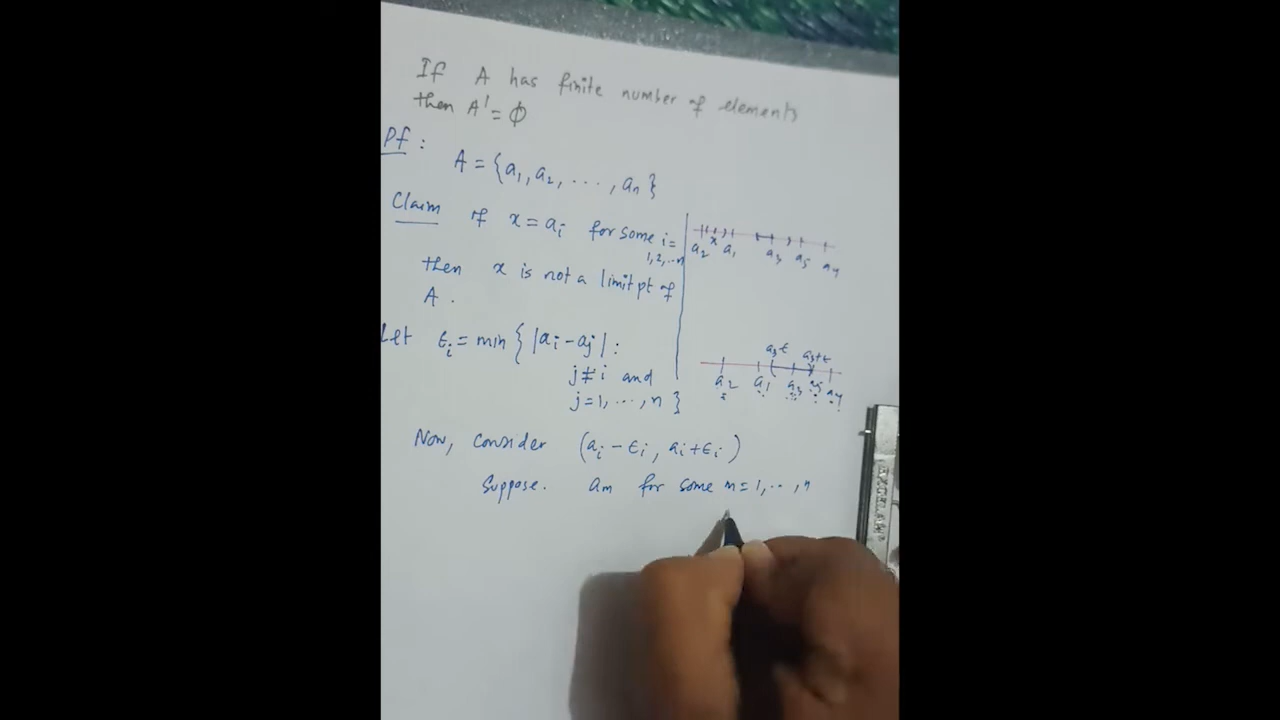 If A has finite number of elements
then A' = ϕ
Pf :
A = {a₁, a₂, ..., aₙ}
Claim if x = aᵢ for some i =
1, 2, ..n
then x is not a limit pt of
A .
Let ϵᵢ = min { |aᵢ - aⱼ| :
j ≠ i and
j = 1, ..., n }
Now, consider (aᵢ - ϵᵢ, aᵢ + ϵᵢ)
Suppose. aₘ for some m = 1, .. , n
a₂ x a₁ a₃ a₅ a₄
a₃-ϵ a₃+ϵ
a₂ a₁ a₃ a₅ a₄